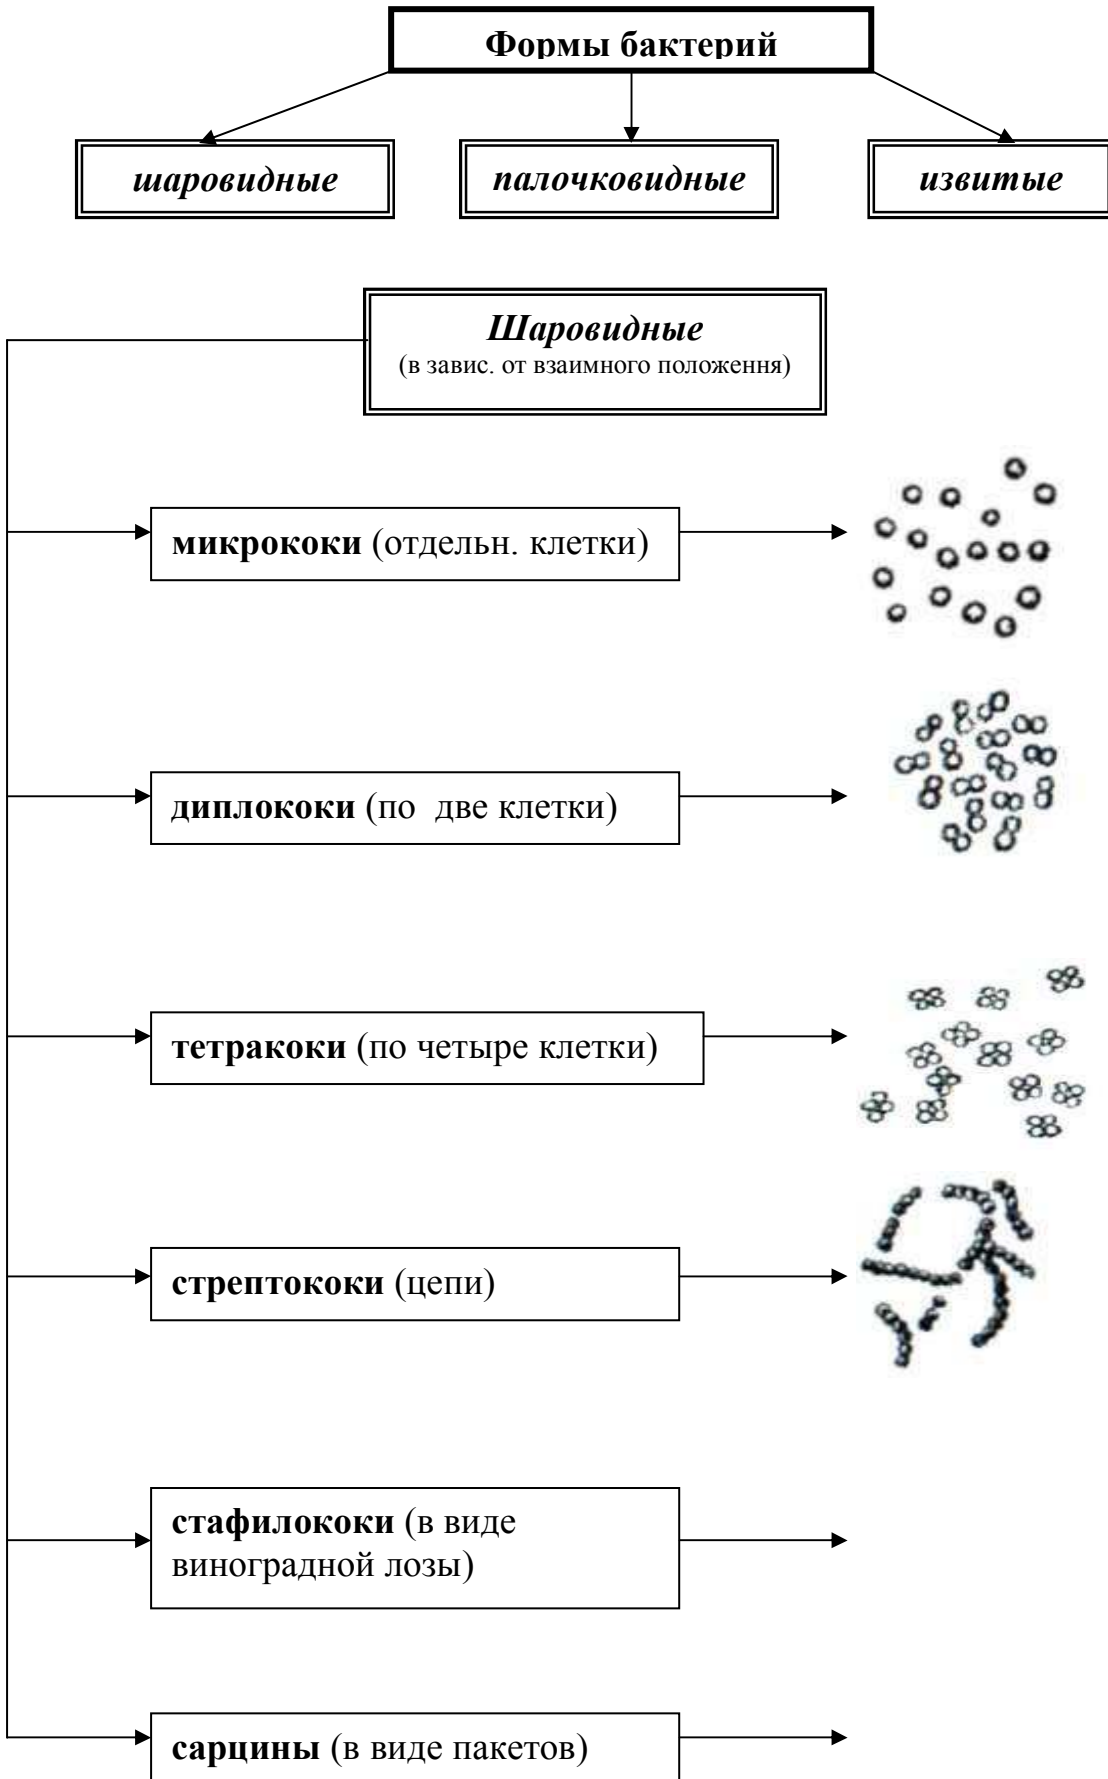 Формы бактерий
шаровидные
палочковидные
извитые
Шаровидные
(в завис. от взаимного положення)
микрококи (отдельн. клетки)
диплококи (по две клетки)
тетракоки (по четыре клетки)
стрептококи (цепи)
стафилококи (в виде
виноградной лозы)
сарцины (в виде пакетов)